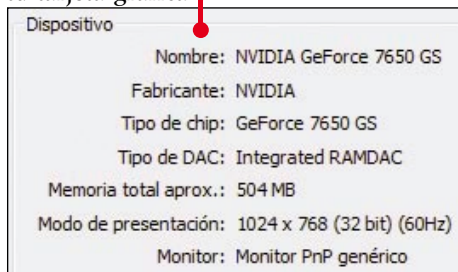 Dispositivo
Nombre: NVIDIA GeForce 7650 GS
Fabricante: NVIDIA
Tipo de chip: GeForce 7650 GS
Tipo de DAC: Integrated RAMDAC
Memoria total aprox.: 504 MB
Modo de presentación: 1024 x 768 (32 bit) (60Hz)
Monitor: Monitor PnP genérico